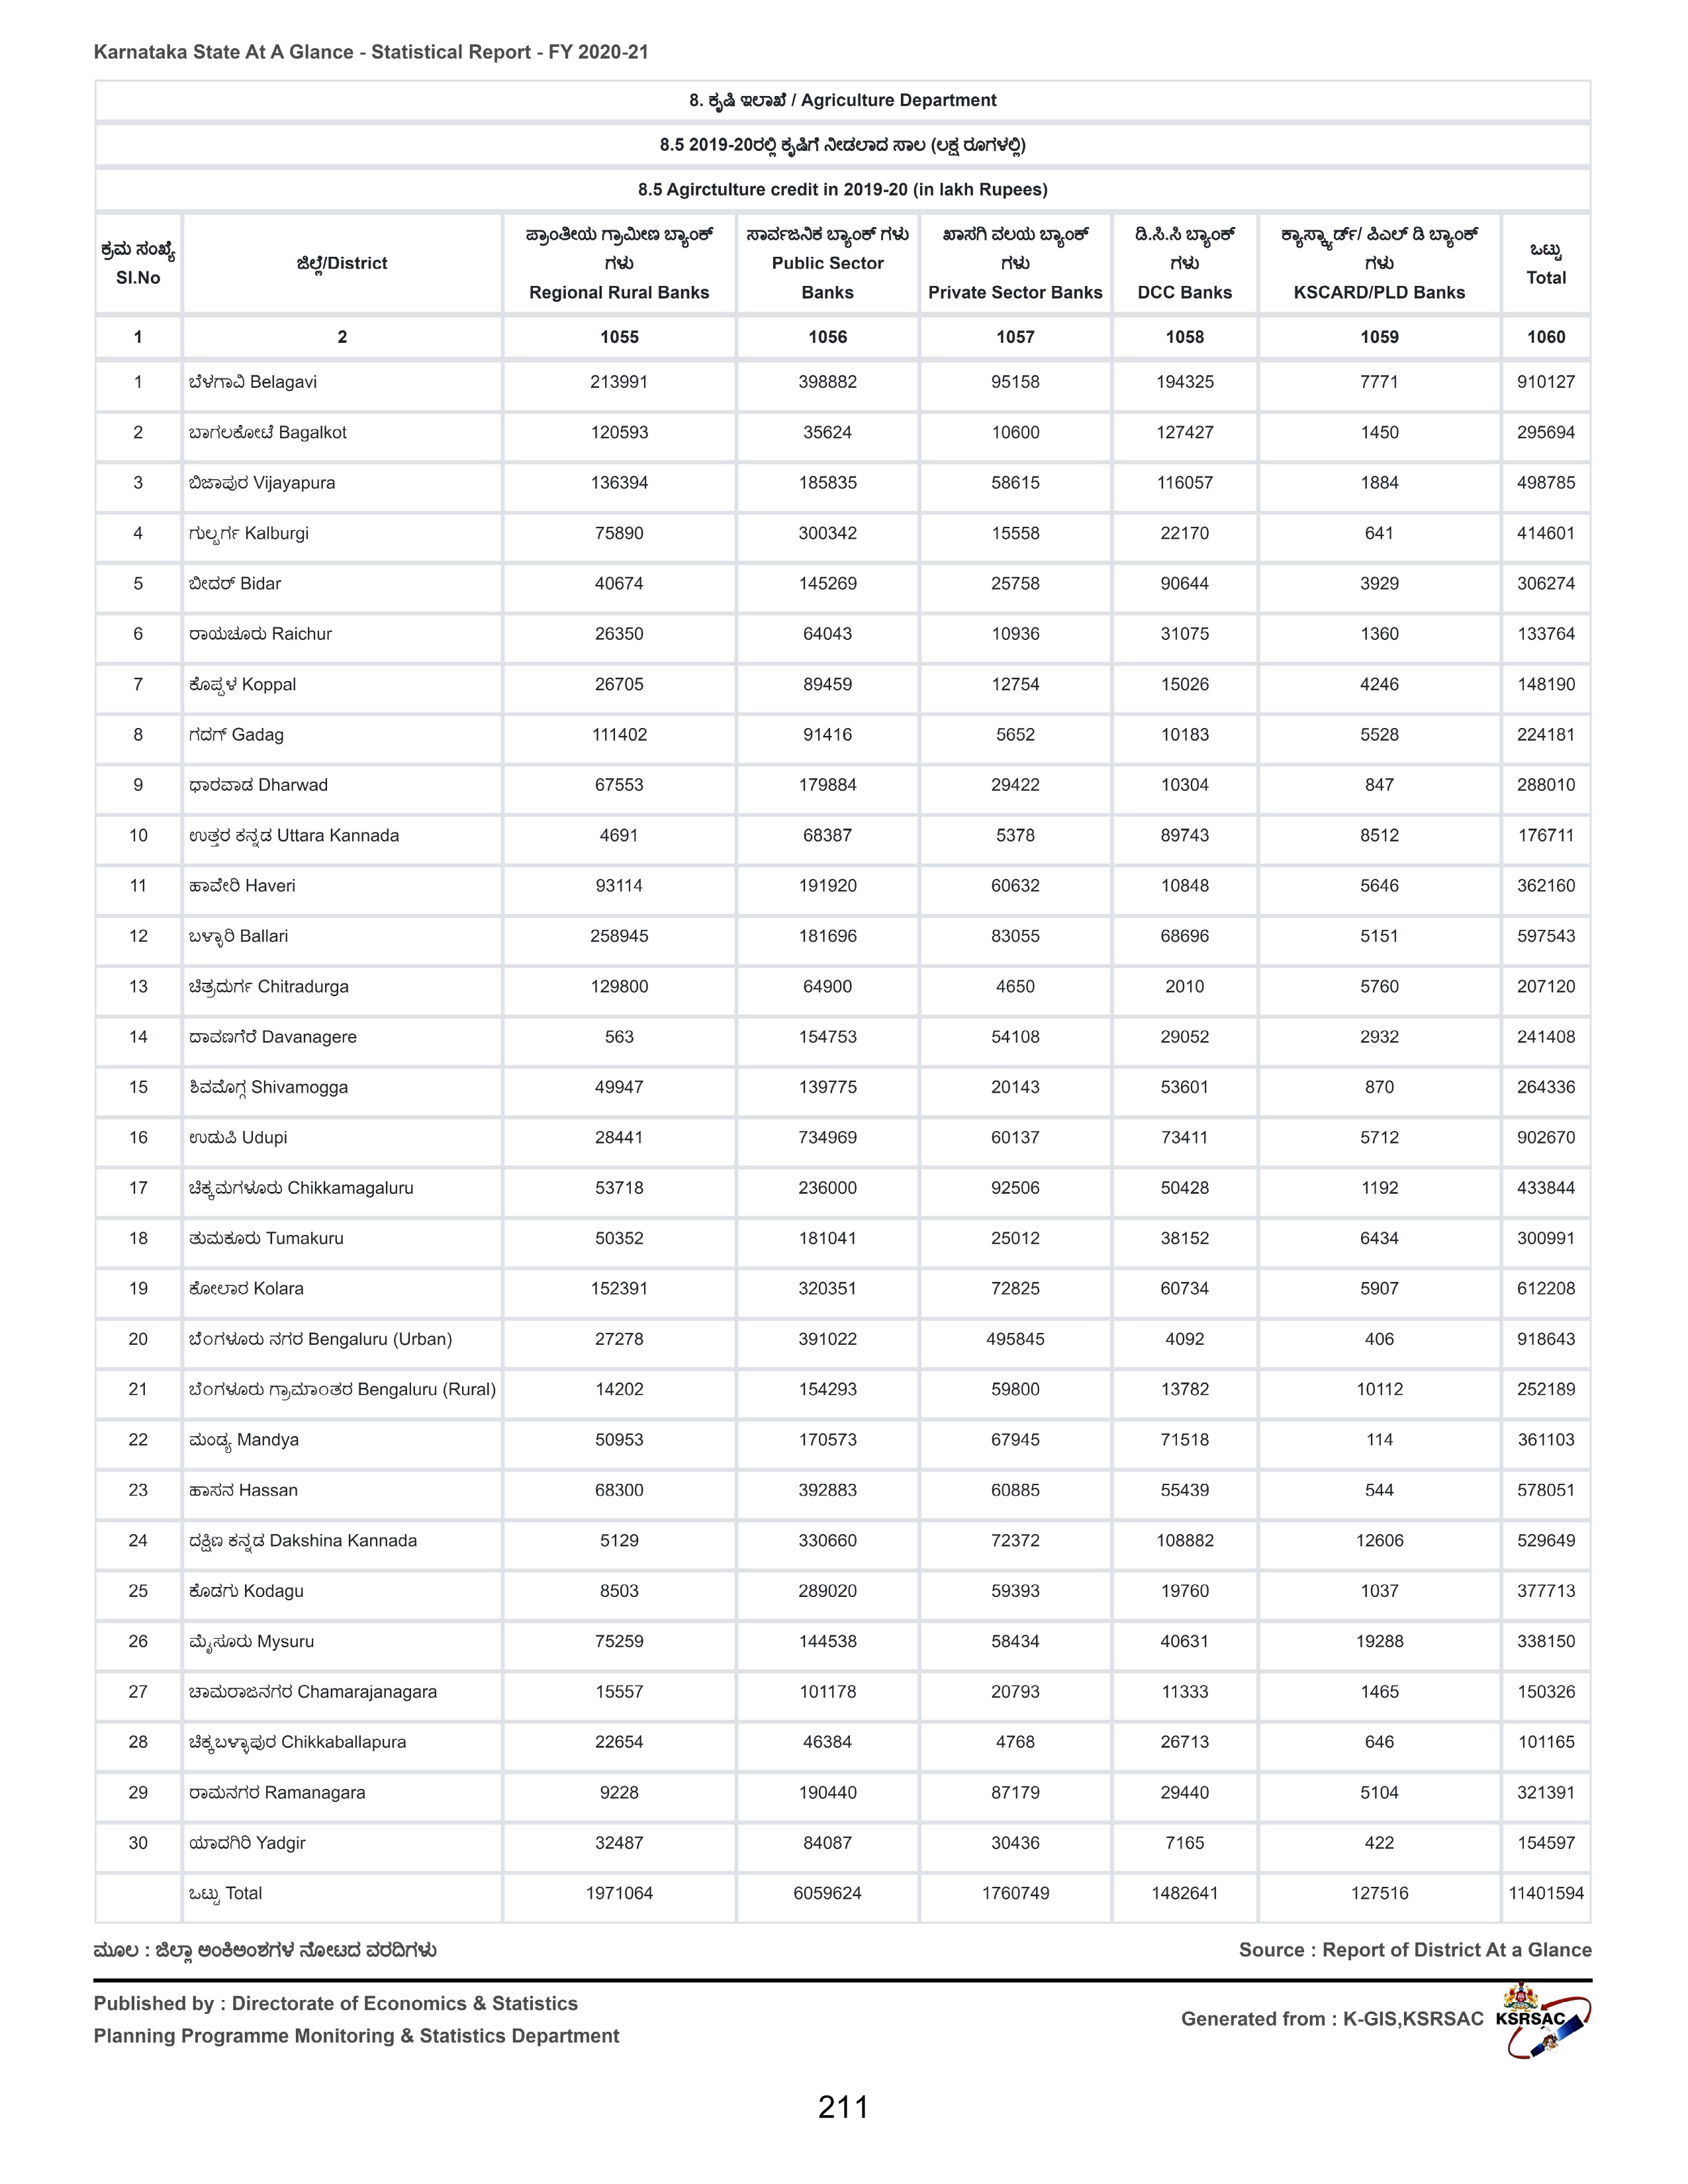 Karnataka State At A Glance - Statistical Report - FY 2020-21
8. ಕೃಷಿ ಇಲಾಖೆ / Agriculture Department
8.5 2019-20ರಲ್ಲಿ ಕೃಷಿಗೆ ನೀಡಲಾದ ಸಾಲ (ಲಕ್ಷ ರೂಗಳಲ್ಲಿ)
8.5 Agirctulture credit in 2019-20 (in lakh Rupees)
ಕ್ರಮ ಸಂಖ್ಯೆ Sl.No ಜಿಲ್ಲೆ/District ಪ್ರಾಂತೀಯ ಗ್ರಾಮೀಣ ಬ್ಯಾಂಕ್ ಗಳು Regional Rural Banks ಸಾರ್ವಜನಿಕ ಬ್ಯಾಂಕ್ ಗಳು Public Sector Banks ಖಾಸಗಿ ವಲಯ ಬ್ಯಾಂಕ್ ಗಳು Private Sector Banks ಡಿ.ಸಿ.ಸಿ ಬ್ಯಾಂಕ್ ಗಳು DCC Banks ಕ್ಯಾಸ್ಕ್ಯಾರ್ಡ್/ ಪಿಎಲ್ ಡಿ ಬ್ಯಾಂಕ್ ಗಳು KSCARD/PLD Banks ಒಟ್ಟು Total
1 2 1055 1056 1057 1058 1059 1060
1 ಬೆಳಗಾವಿ Belagavi 213991 398882 95158 194325 7771 910127
2 ಬಾಗಲಕೋಟೆ Bagalkot 120593 35624 10600 127427 1450 295694
3 ಬಿಜಾಪುರ Vijayapura 136394 185835 58615 116057 1884 498785
4 ಗುಲ್ಬರ್ಗ Kalburgi 75890 300342 15558 22170 641 414601
5 ಬೀದರ್ Bidar 40674 145269 25758 90644 3929 306274
6 ರಾಯಚೂರು Raichur 26350 64043 10936 31075 1360 133764
7 ಕೊಪ್ಪಳ Koppal 26705 89459 12754 15026 4246 148190
8 ಗದಗ್ Gadag 111402 91416 5652 10183 5528 224181
9 ಧಾರವಾಡ Dharwad 67553 179884 29422 10304 847 288010
10 ಉತ್ತರ ಕನ್ನಡ Uttara Kannada 4691 68387 5378 89743 8512 176711
11 ಹಾವೇರಿ Haveri 93114 191920 60632 10848 5646 362160
12 ಬಳ್ಳಾರಿ Ballari 258945 181696 83055 68696 5151 597543
13 ಚಿತ್ರದುರ್ಗ Chitradurga 129800 64900 4650 2010 5760 207120
14 ದಾವಣಗೆರೆ Davanagere 563 154753 54108 29052 2932 241408
15 ಶಿವಮೊಗ್ಗ Shivamogga 49947 139775 20143 53601 870 264336
16 ಉಡುಪಿ Udupi 28441 734969 60137 73411 5712 902670
17 ಚಿಕ್ಕಮಗಳೂರು Chikkamagaluru 53718 236000 92506 50428 1192 433844
18 ತುಮಕೂರು Tumakuru 50352 181041 25012 38152 6434 300991
19 ಕೋಲಾರ Kolara 152391 320351 72825 60734 5907 612208
20 ಬೆಂಗಳೂರು ನಗರ Bengaluru (Urban) 27278 391022 495845 4092 406 918643
21 ಬೆಂಗಳೂರು ಗ್ರಾಮಾಂತರ Bengaluru (Rural) 14202 154293 59800 13782 10112 252189
22 ಮಂಡ್ಯ Mandya 50953 170573 67945 71518 114 361103
23 ಹಾಸನ Hassan 68300 392883 60885 55439 544 578051
24 ದಕ್ಷಿಣ ಕನ್ನಡ Dakshina Kannada 5129 330660 72372 108882 12606 529649
25 ಕೊಡಗು Kodagu 8503 289020 59393 19760 1037 377713
26 ಮೈಸೂರು Mysuru 75259 144538 58434 40631 19288 338150
27 ಚಾಮರಾಜನಗರ Chamarajanagara 15557 101178 20793 11333 1465 150326
28 ಚಿಕ್ಕಬಳ್ಳಾಪುರ Chikkaballapura 22654 46384 4768 26713 646 101165
29 ರಾಮನಗರ Ramanagara 9228 190440 87179 29440 5104 321391
30 ಯಾದಗಿರಿ Yadgir 32487 84087 30436 7165 422 154597
ಒಟ್ಟು Total 1971064 6059624 1760749 1482641 127516 11401594
ಮೂಲ : ಜಿಲ್ಲಾ ಅಂಕಿಅಂಶಗಳ ನೋಟದ ವರದಿಗಳು Source : Report of District At a Glance
Published by : Directorate of Economics & Statistics
Planning Programme Monitoring & Statistics Department
Generated from : K-GIS,KSRSAC KSRSAC
211